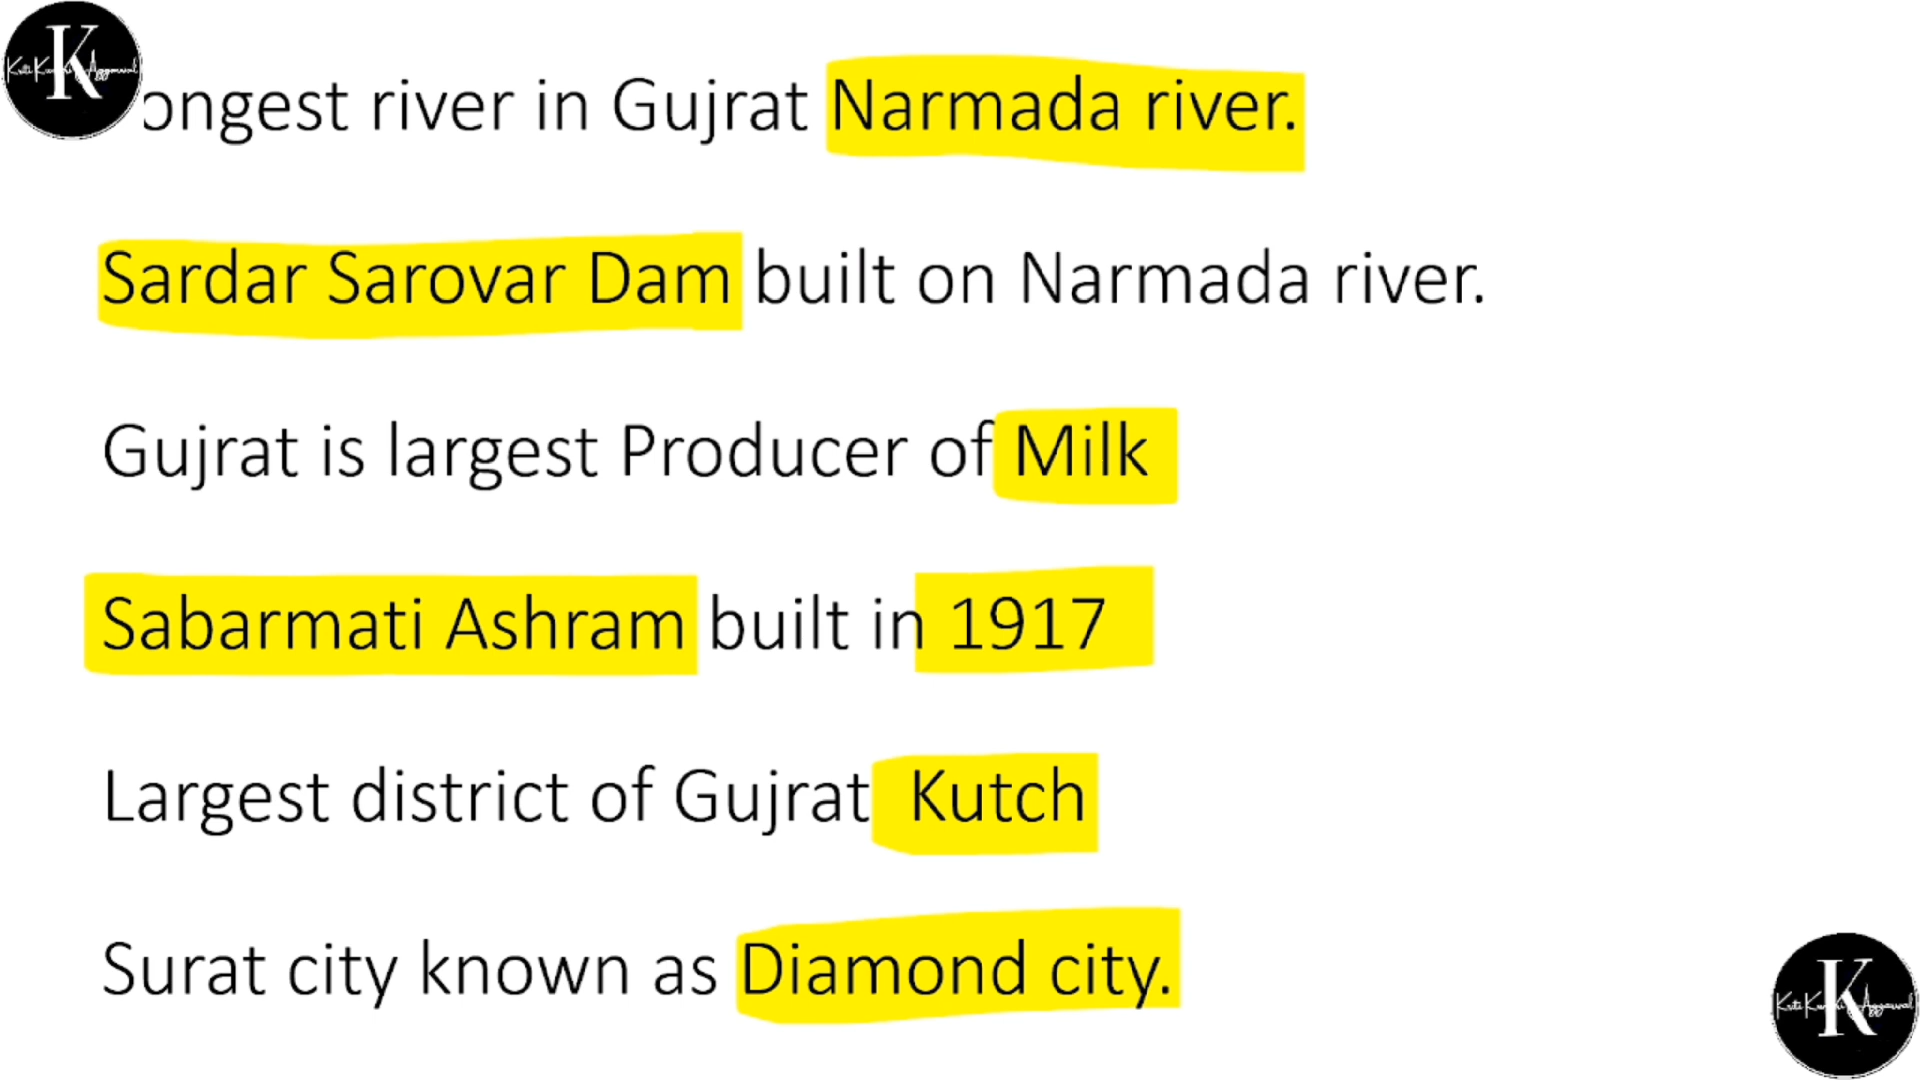 K
ongest river in Gujrat Narmada river.
Sardar Sarovar Dam built on Narmada river.
Gujrat is largest Producer of Milk
Sabarmati Ashram built in 1917
Largest district of Gujrat Kutch
Surat city known as Diamond city.
K